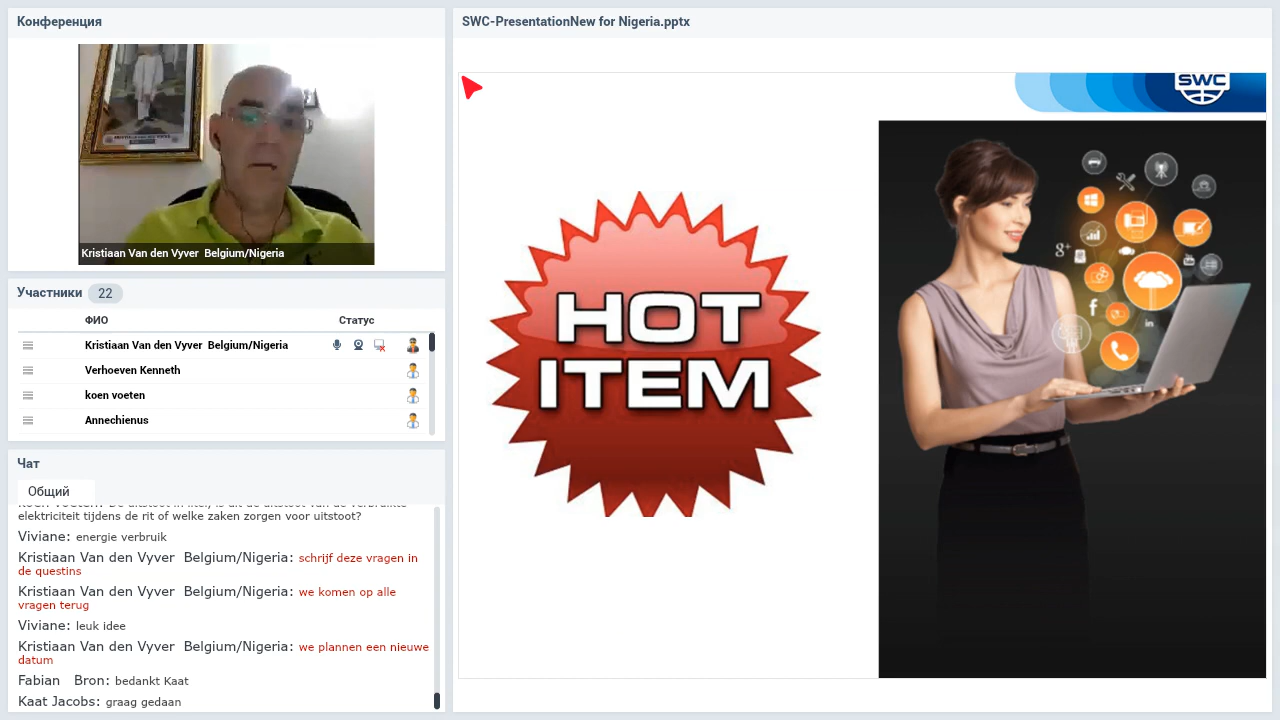 Конференция
Kristiaan Van den Vyver Belgium/Nigeria
Участники 22
ФИО Статус
Kristiaan Van den Vyver Belgium/Nigeria
Verhoeven Kenneth
koen voeten
Annechienus
Чат
Общий
elektriciteit tijdens de rit of welke zaken zorgen voor uitstoot?
Viviane: energie verbruik
Kristiaan Van den Vyver Belgium/Nigeria: schrijf deze vragen in
de questins
Kristiaan Van den Vyver Belgium/Nigeria: we komen op alle
vragen terug
Viviane: leuk idee
Kristiaan Van den Vyver Belgium/Nigeria: we plannen een nieuwe
datum
Fabian Bron: bedankt Kaat
Kaat Jacobs: graag gedaan
SWC-PresentationNew for Nigeria.pptx
SWC
HOT
ITEM
8+
f
in